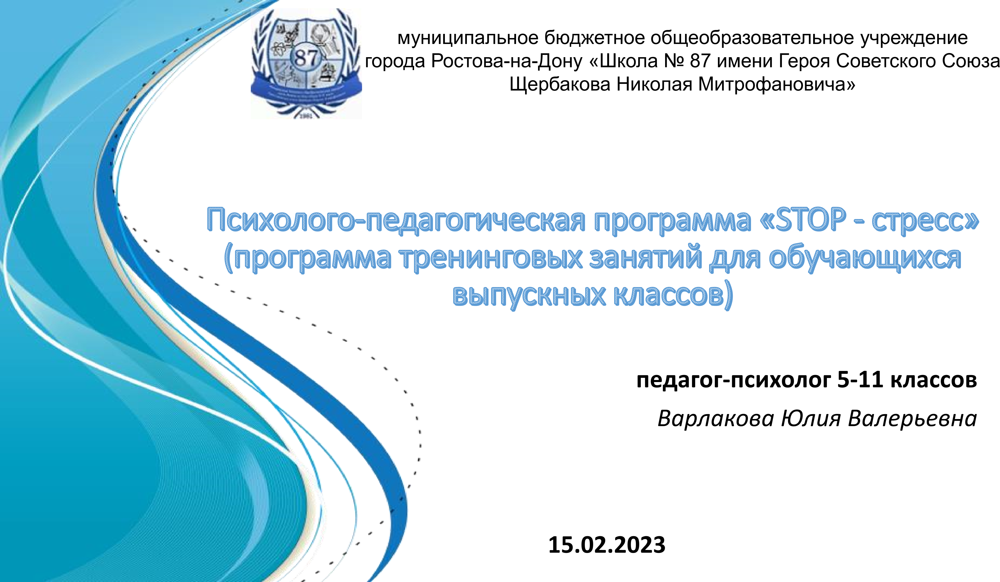 муниципальное бюджетное общеобразовательное учреждение
города Ростова-на-Дону «Школа № 87 имени Героя Советского Союза
Щербакова Николая Митрофановича»
87
1961
Психолого-педагогическая программа «STOP - стресс»
(программа тренинговых занятий для обучающихся
выпускных классов)
педагог-психолог 5-11 классов
Варлакова Юлия Валерьевна
15.02.2023